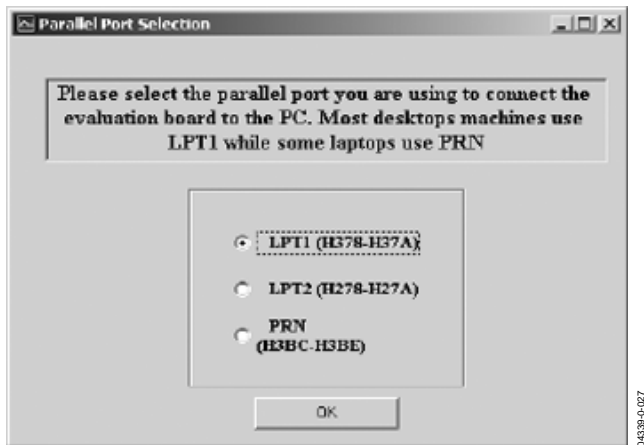 Parallel Port Selection
Please select the parallel port you are using to connect the
evaluation board to the PC. Most desktops machines use
LPT1 while some laptops use PRN
LPT1 (H378-H37A)
LPT2 (H278-H27A)
PRN
(H3BC-H3BE)
OK
04339-0-027